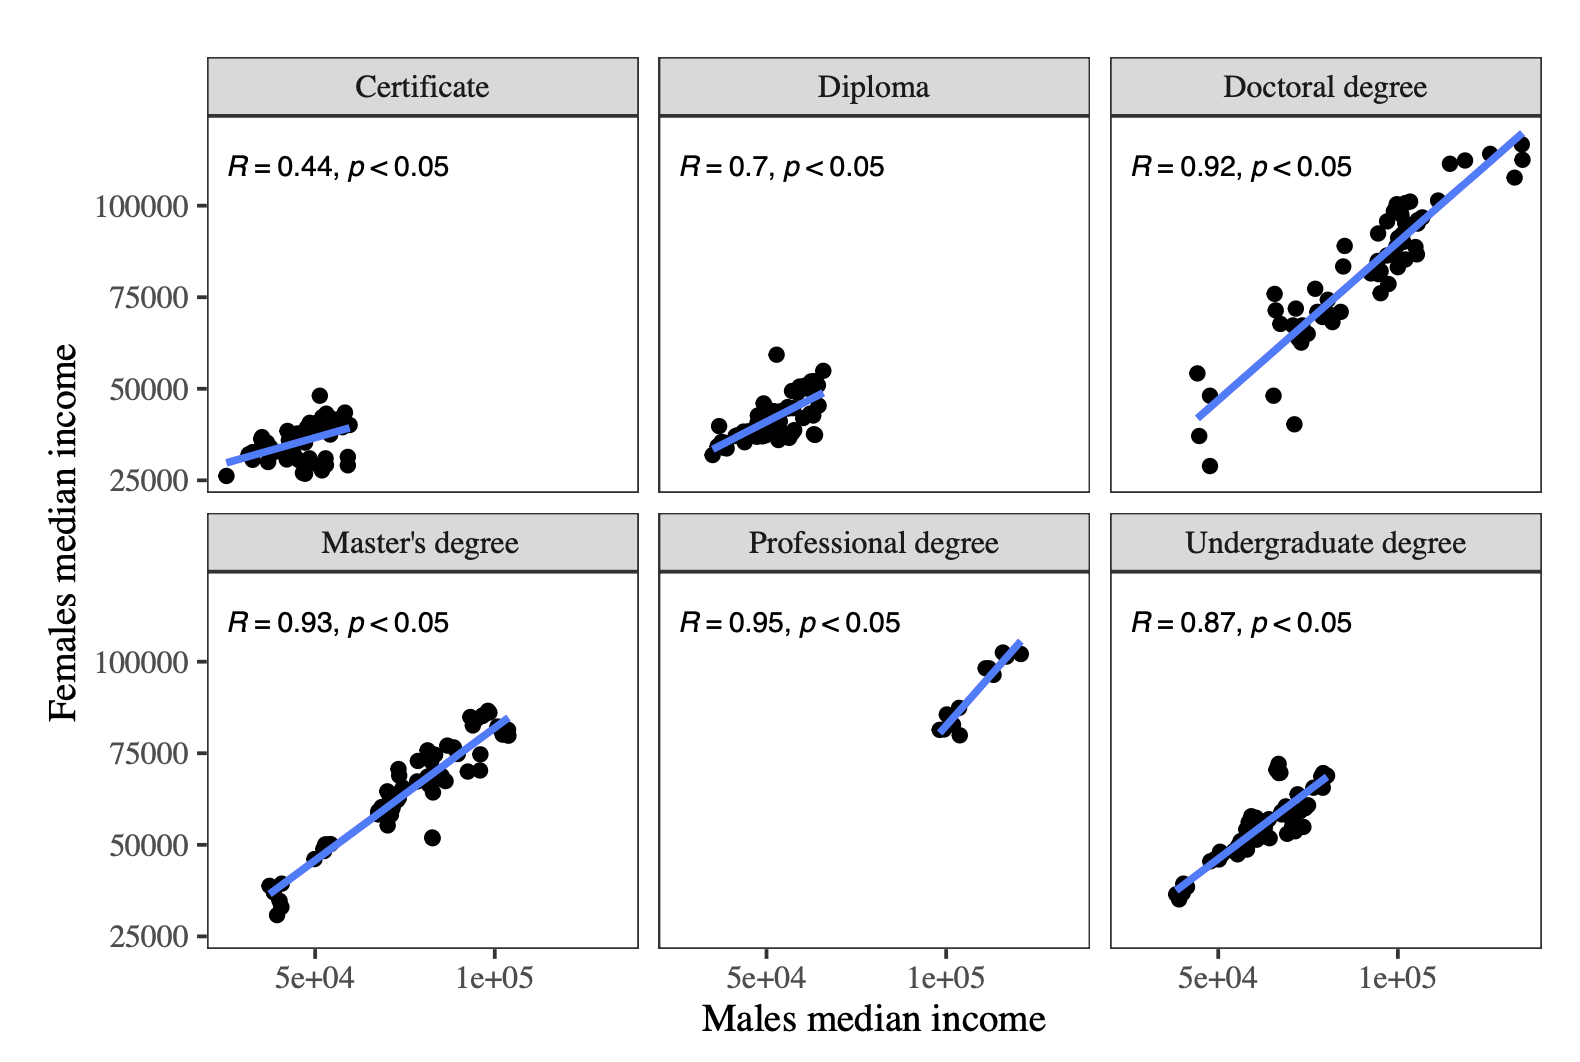 Certificate
Diploma
Doctoral degree
R = 0.44, p < 0.05
R = 0.7, p < 0.05
R = 0.92, p < 0.05
100000
75000
50000
25000
Master's degree
Professional degree
Undergraduate degree
R = 0.93, p < 0.05
R = 0.95, p < 0.05
R = 0.87, p < 0.05
100000
75000
50000
25000
Females median income
5e+04 1e+05
5e+04 1e+05
5e+04 1e+05
Males median income